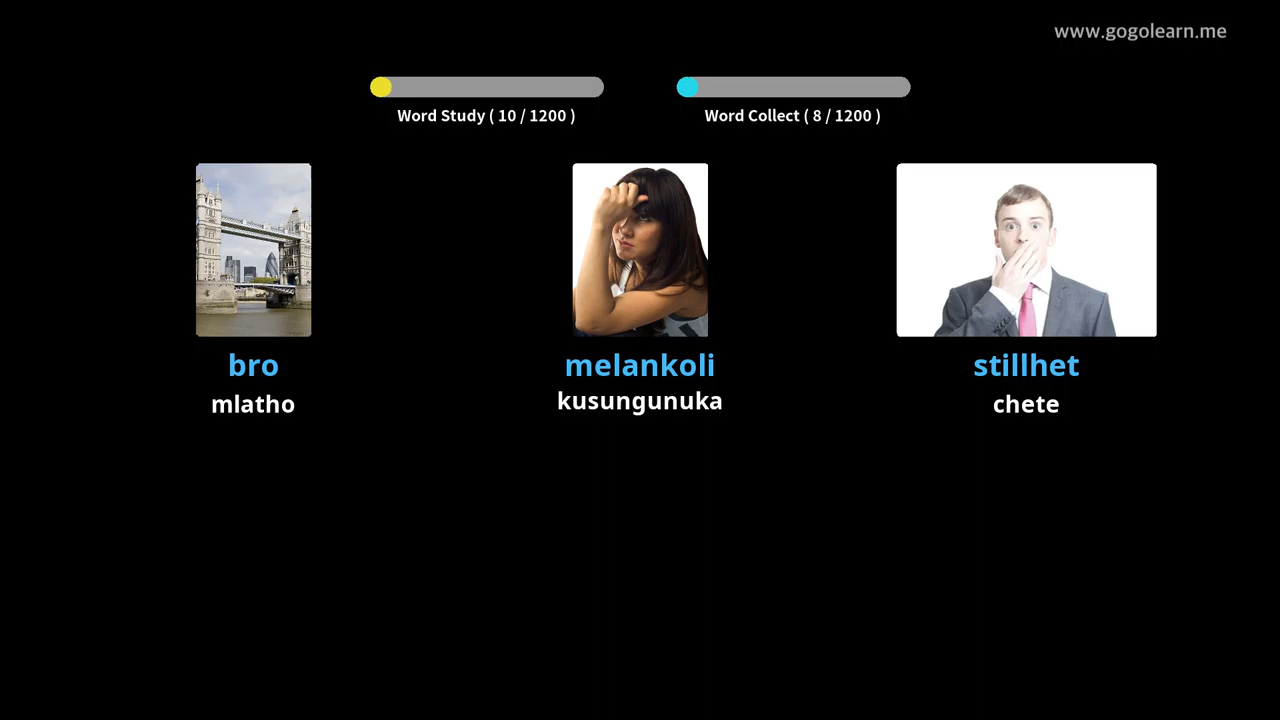 www.gogolearn.me
Word Study ( 10 / 1200 )
Word Collect ( 8 / 1200 )
bro
mlatho
melankoli
kusungunuka
stillhet
chete